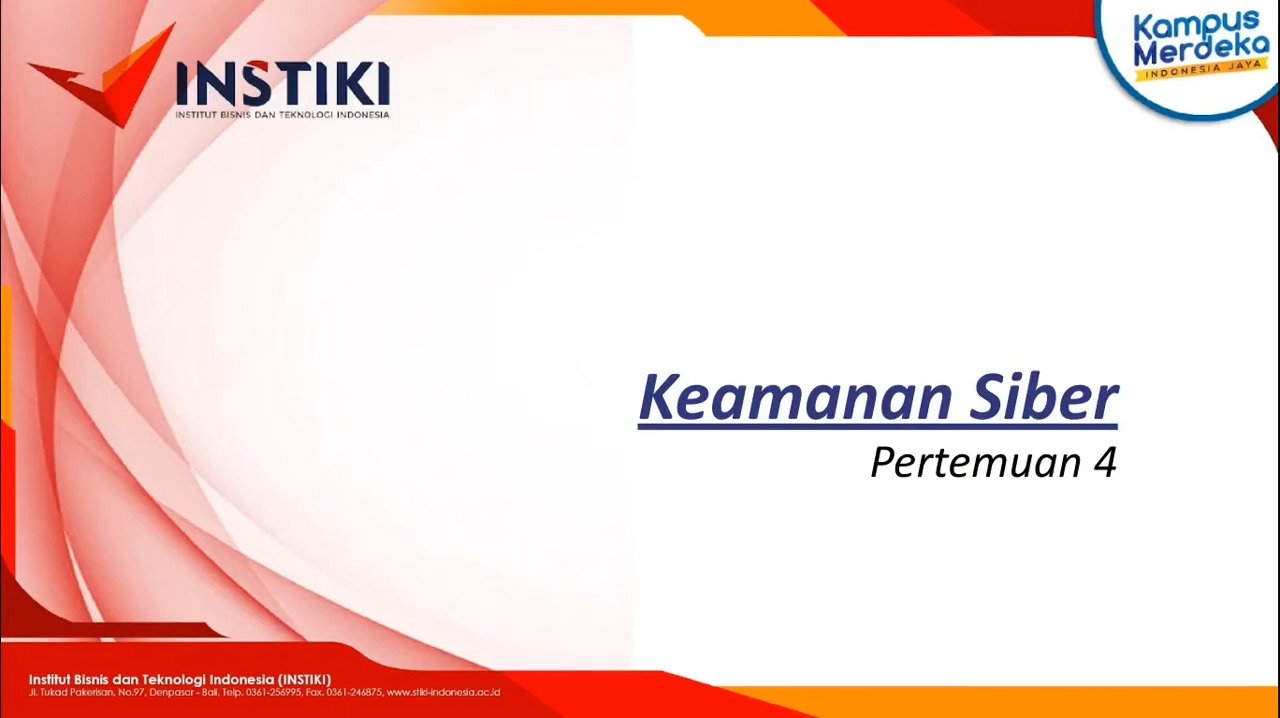 INSTIKI
INSTITUT BISNIS DAN TEKNOLOGI INDONESIA
Kampus
Merdeka
INDONESIA JAYA
Keamanan Siber
Pertemuan 4
Institut Bisnis dan Teknologi Indonesia (INSTIKI)
Jl. Tukad Pakerisan, No.97, Denpasar - Bali, Telp. 0361-256995, Fax. 0361-246875, www.stiki-indonesia.ac.id